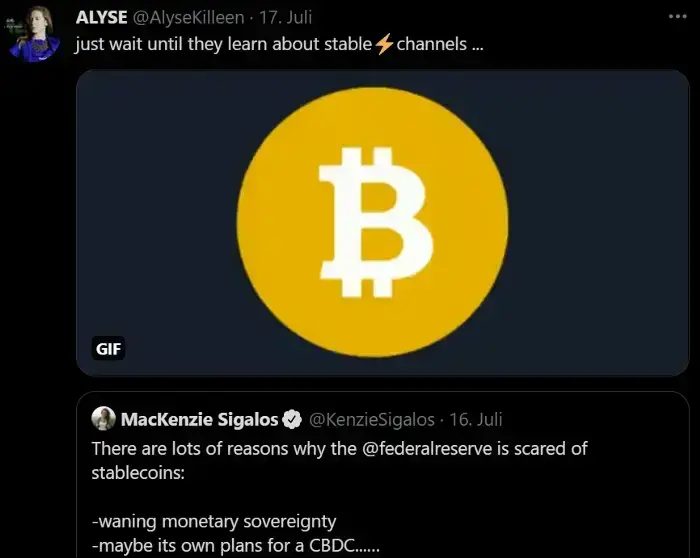 ALYSE @AlyseKilleen · 17. Juli
just wait until they learn about stable⚡channels ...
GIF
MacKenzie Sigalos @KenzieSigalos · 16. Juli
There are lots of reasons why the @federalreserve is scared of
stablecoins:
-waning monetary sovereignty
-maybe its own plans for a CBDC......